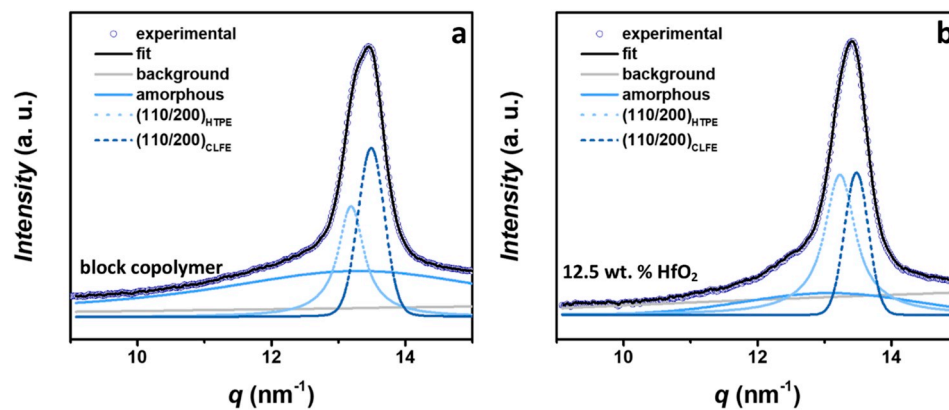 a
experimental
fit
background
amorphous
(110/200)HTPE
(110/200)CLFE
block copolymer
Intensity (a. u.)
10
12
14
q (nm-1)
b
experimental
fit
background
amorphous
(110/200)HTPE
(110/200)CLFE
12.5 wt. % HfO2
Intensity (a. u.)
10
12
14
q (nm-1)